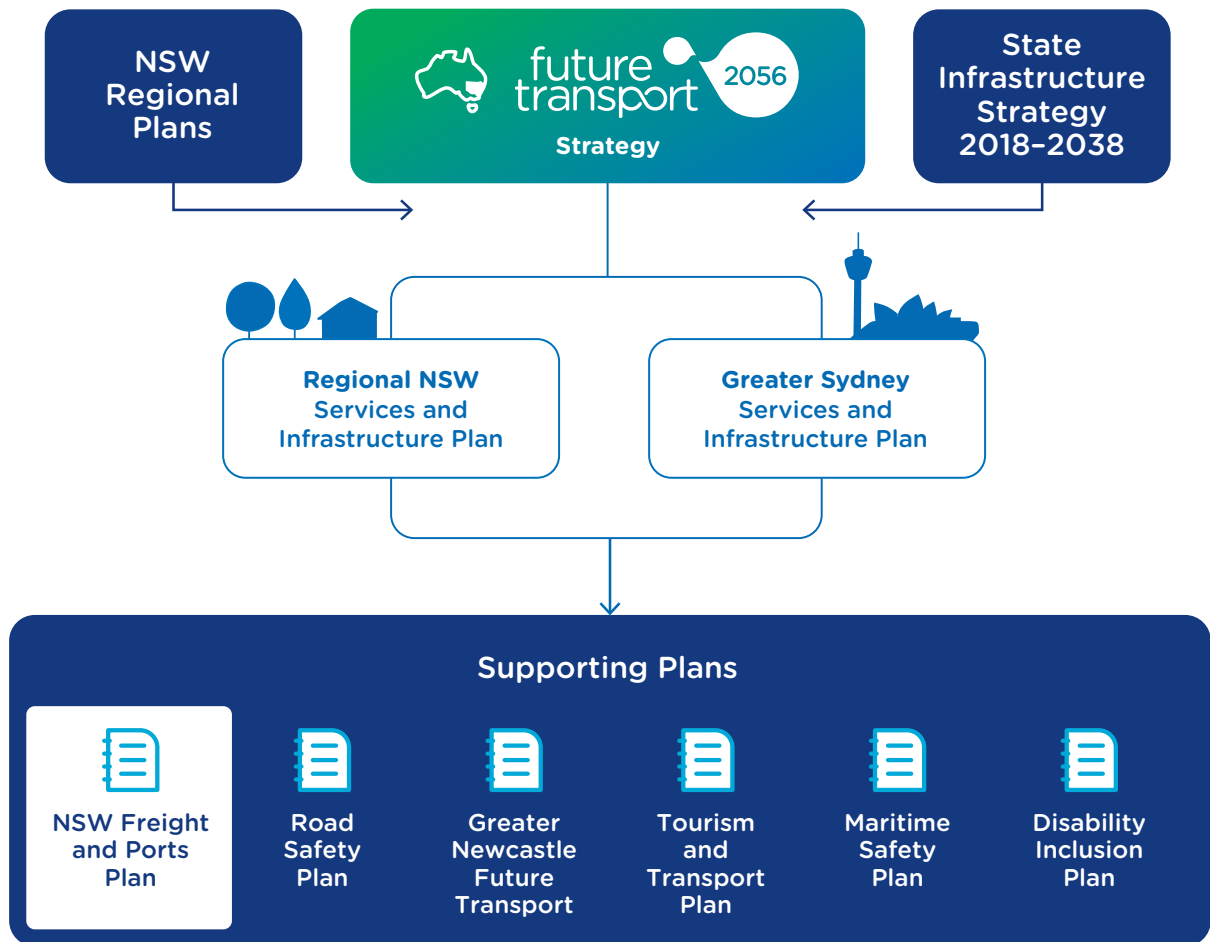 NSW
Regional
Plans
future
transport
2056
Strategy
State
Infrastructure
Strategy
2018–2038
Regional NSW
Services and
Infrastructure Plan
Greater Sydney
Services and
Infrastructure Plan
Supporting Plans
NSW Freight
and Ports
Plan
Road
Safety
Plan
Greater
Newcastle
Future
Transport
Tourism
and
Transport
Plan
Maritime
Safety
Plan
Disability
Inclusion
Plan